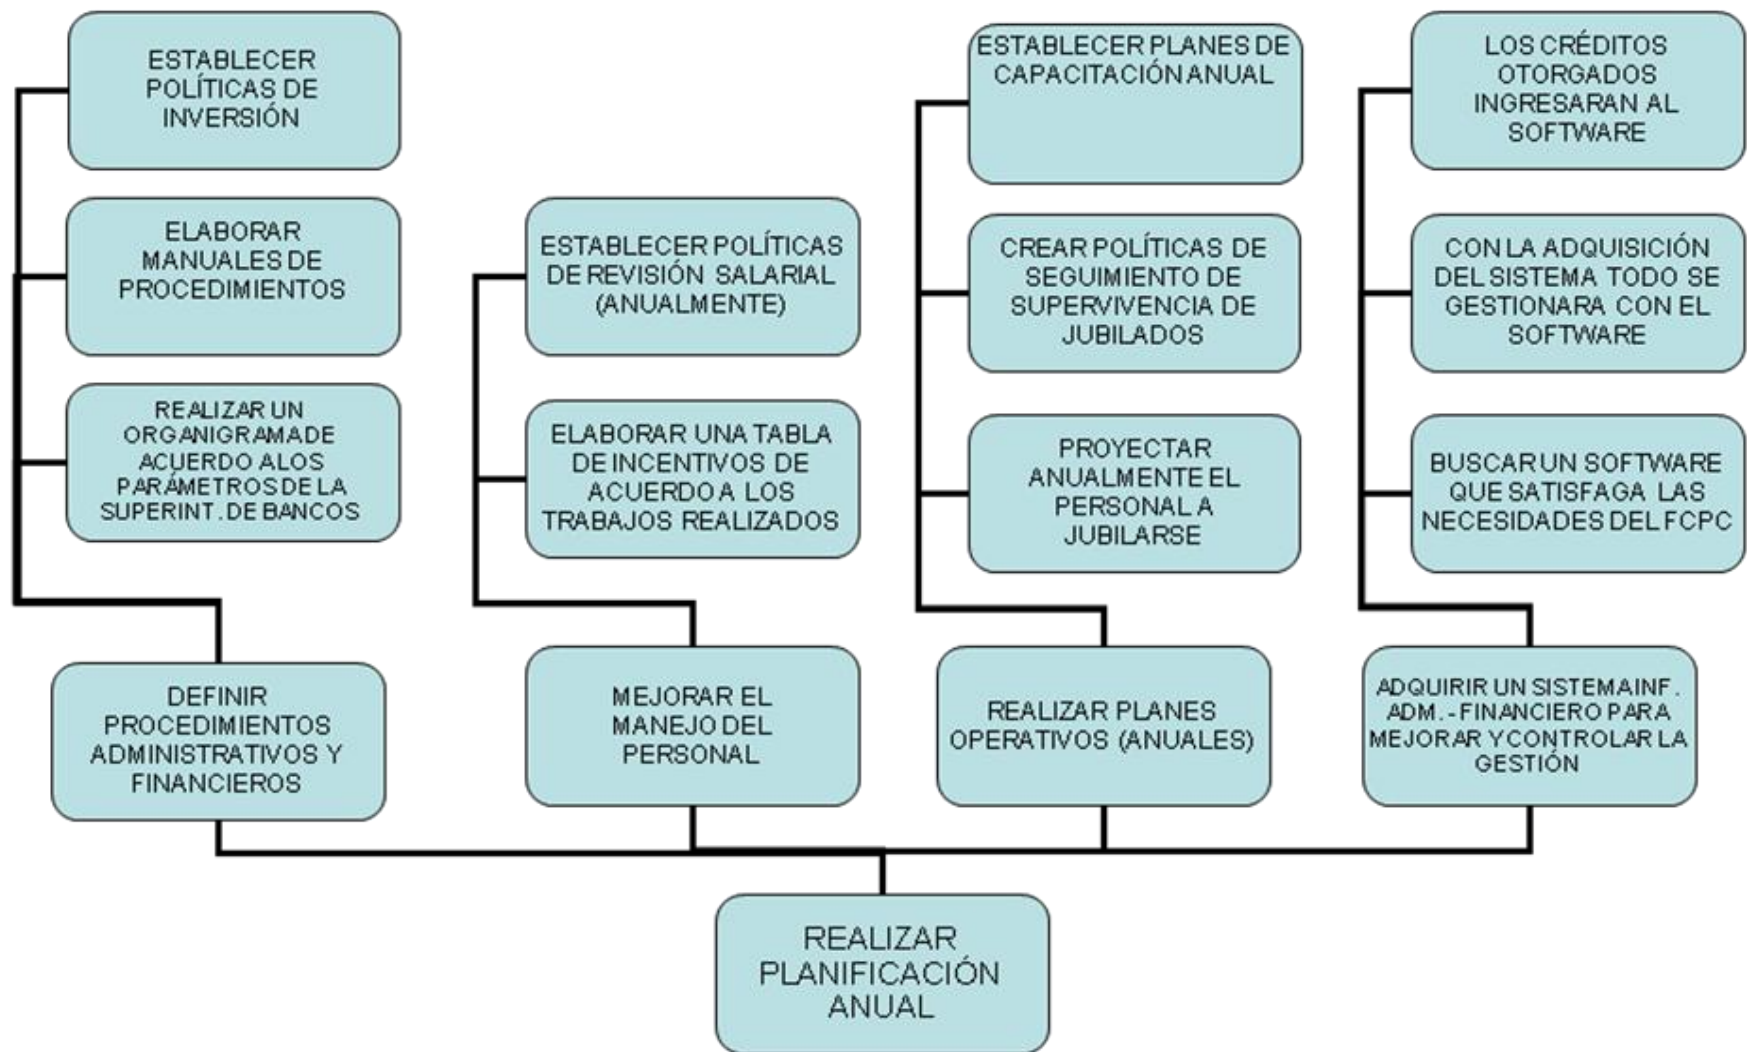 ESTABLECER
POLÍTICAS DE
INVERSIÓN
ELABORAR
MANUALES DE
PROCEDIMIENTOS
REALIZAR UN
ORGANIGRAMA DE
ACUERDO A LOS
PARÁMETROS DE LA
SUPERINT. DE BANCOS
DEFINIR
PROCEDIMIENTOS
ADMINISTRATIVOS Y
FINANCIEROS
ESTABLECER POLÍTICAS
DE REVISIÓN SALARIAL
(ANUALMENTE)
ELABORAR UNA TABLA
DE INCENTIVOS DE
ACUERDO A LOS
TRABAJOS REALIZADOS
MEJORAR EL
MANEJO DEL
PERSONAL
ESTABLECER PLANES DE
CAPACITACIÓN ANUAL
CREAR POLÍTICAS DE
SEGUIMIENTO DE
SUPERVIVENCIA DE
JUBILADOS
PROYECTAR
ANUALMENTE EL
PERSONAL A
JUBILARSE
REALIZAR PLANES
OPERATIVOS (ANUALES)
LOS CRÉDITOS
OTORGADOS
INGRESARAN AL
SOFTWARE
CON LA ADQUISICIÓN
DEL SISTEMA TODO SE
GESTIONARA CON EL
SOFTWARE
BUSCAR UN SOFTWARE
QUE SATISFAGA LAS
NECESIDADES DEL FCPC
ADQUIRIR UN SISTEMA INF.
ADM. - FINANCIERO PARA
MEJORAR Y CONTROLAR LA
GESTIÓN
REALIZAR
PLANIFICACIÓN
ANUAL